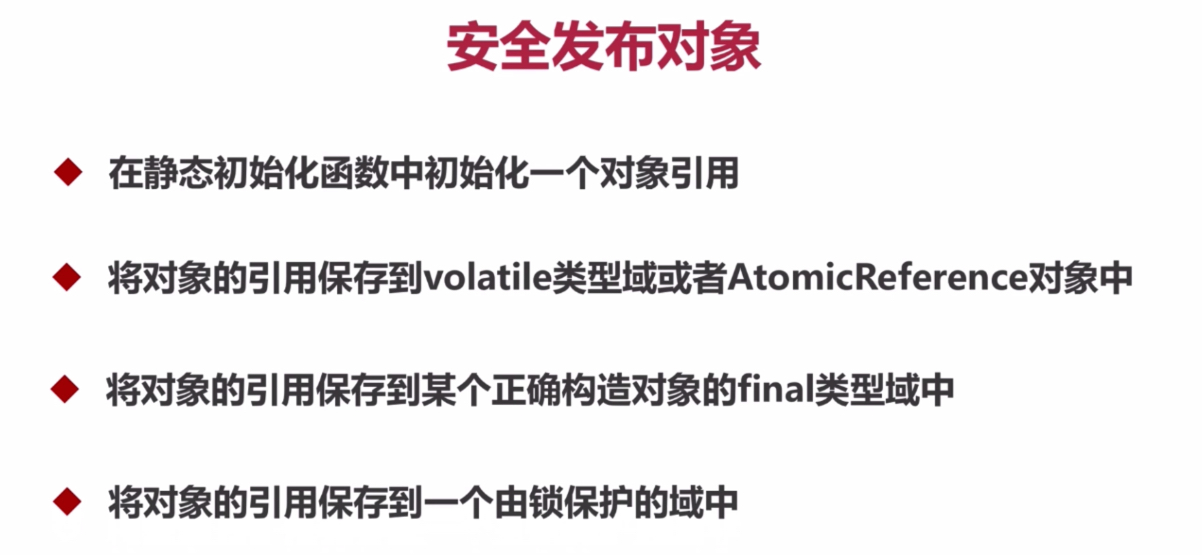 安全发布对象
在静态初始化函数中初始化一个对象引用
将对象的引用保存到volatile类型域或者AtomicReference对象中
将对象的引用保存到某个正确构造对象的final类型域中
将对象的引用保存到一个由锁保护的域中